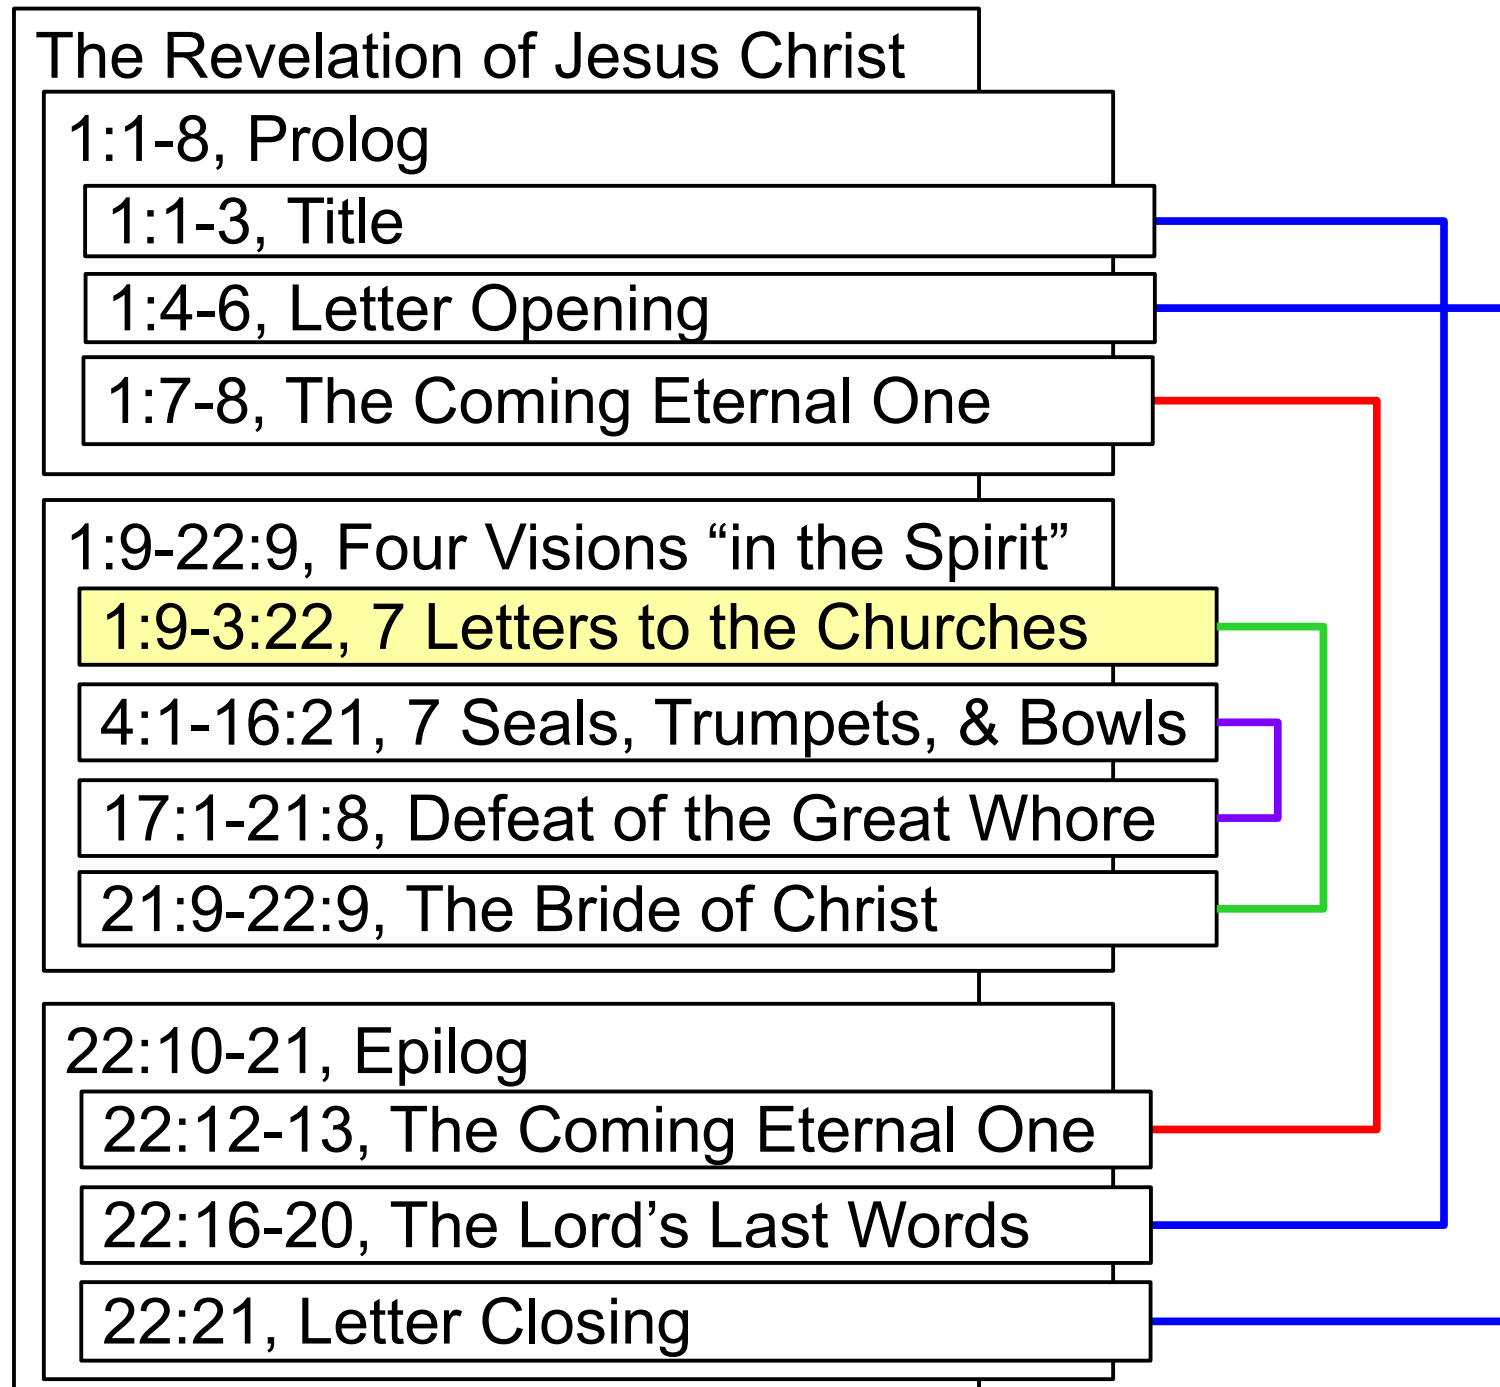 The Revelation of Jesus Christ
1:1-8, Prolog
1:1-3, Title
1:4-6, Letter Opening
1:7-8, The Coming Eternal One
1:9-22:9, Four Visions “in the Spirit”
1:9-3:22, 7 Letters to the Churches
4:1-16:21, 7 Seals, Trumpets, & Bowls
17:1-21:8, Defeat of the Great Whore
21:9-22:9, The Bride of Christ
22:10-21, Epilog
22:12-13, The Coming Eternal One
22:16-20, The Lord’s Last Words
22:21, Letter Closing